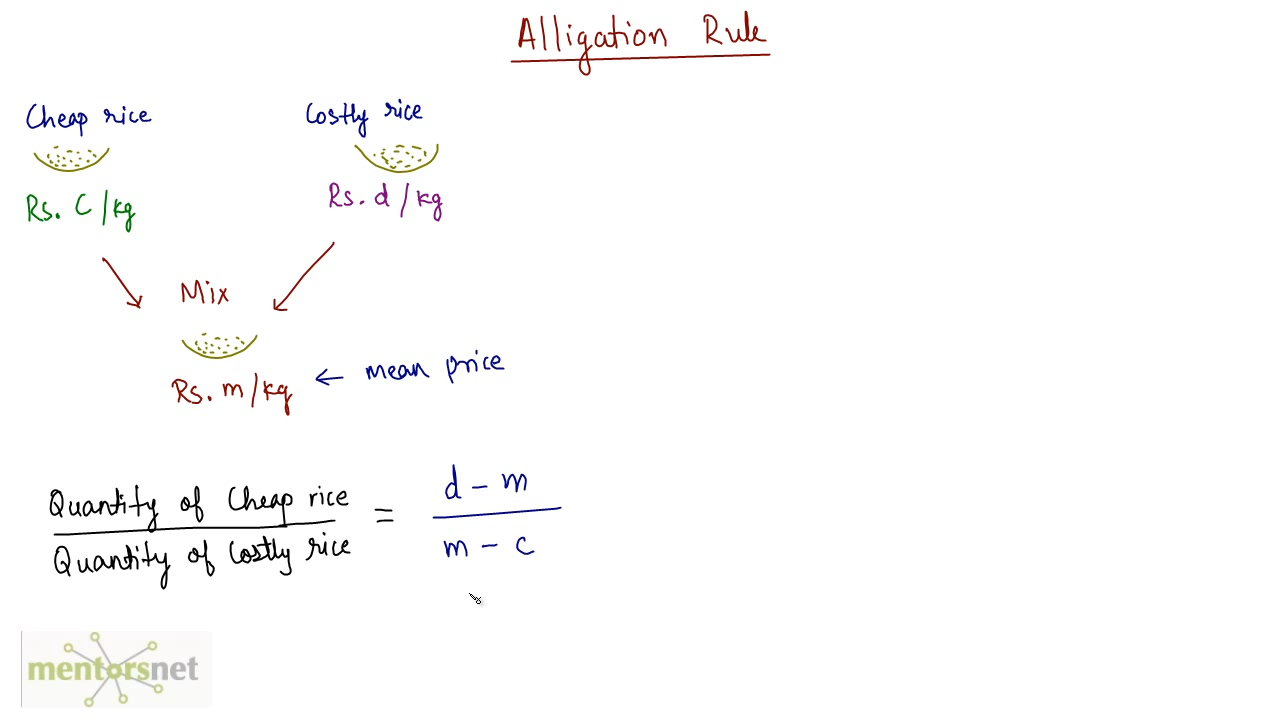 Alligation Rule
Cheap rice
Costly rice
Rs. C/kg
Rs. d/kg
Mix
Rs. m/kg ← mean price
Quantity of Cheap rice
Quantity of Costly rice
=
d - m
m - c
mentorsnet